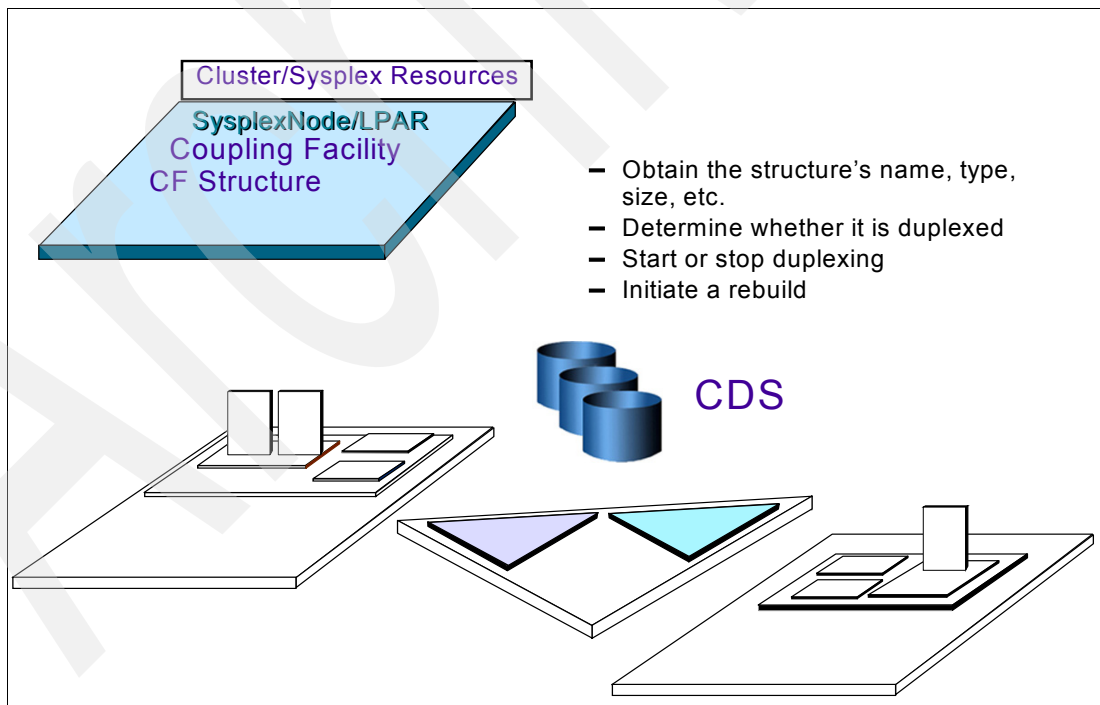 Cluster/Sysplex Resources
SysplexNode/LPAR
Coupling Facility
CF Structure
– Obtain the structure’s name, type,
size, etc.
– Determine whether it is duplexed
– Start or stop duplexing
– Initiate a rebuild
CDS